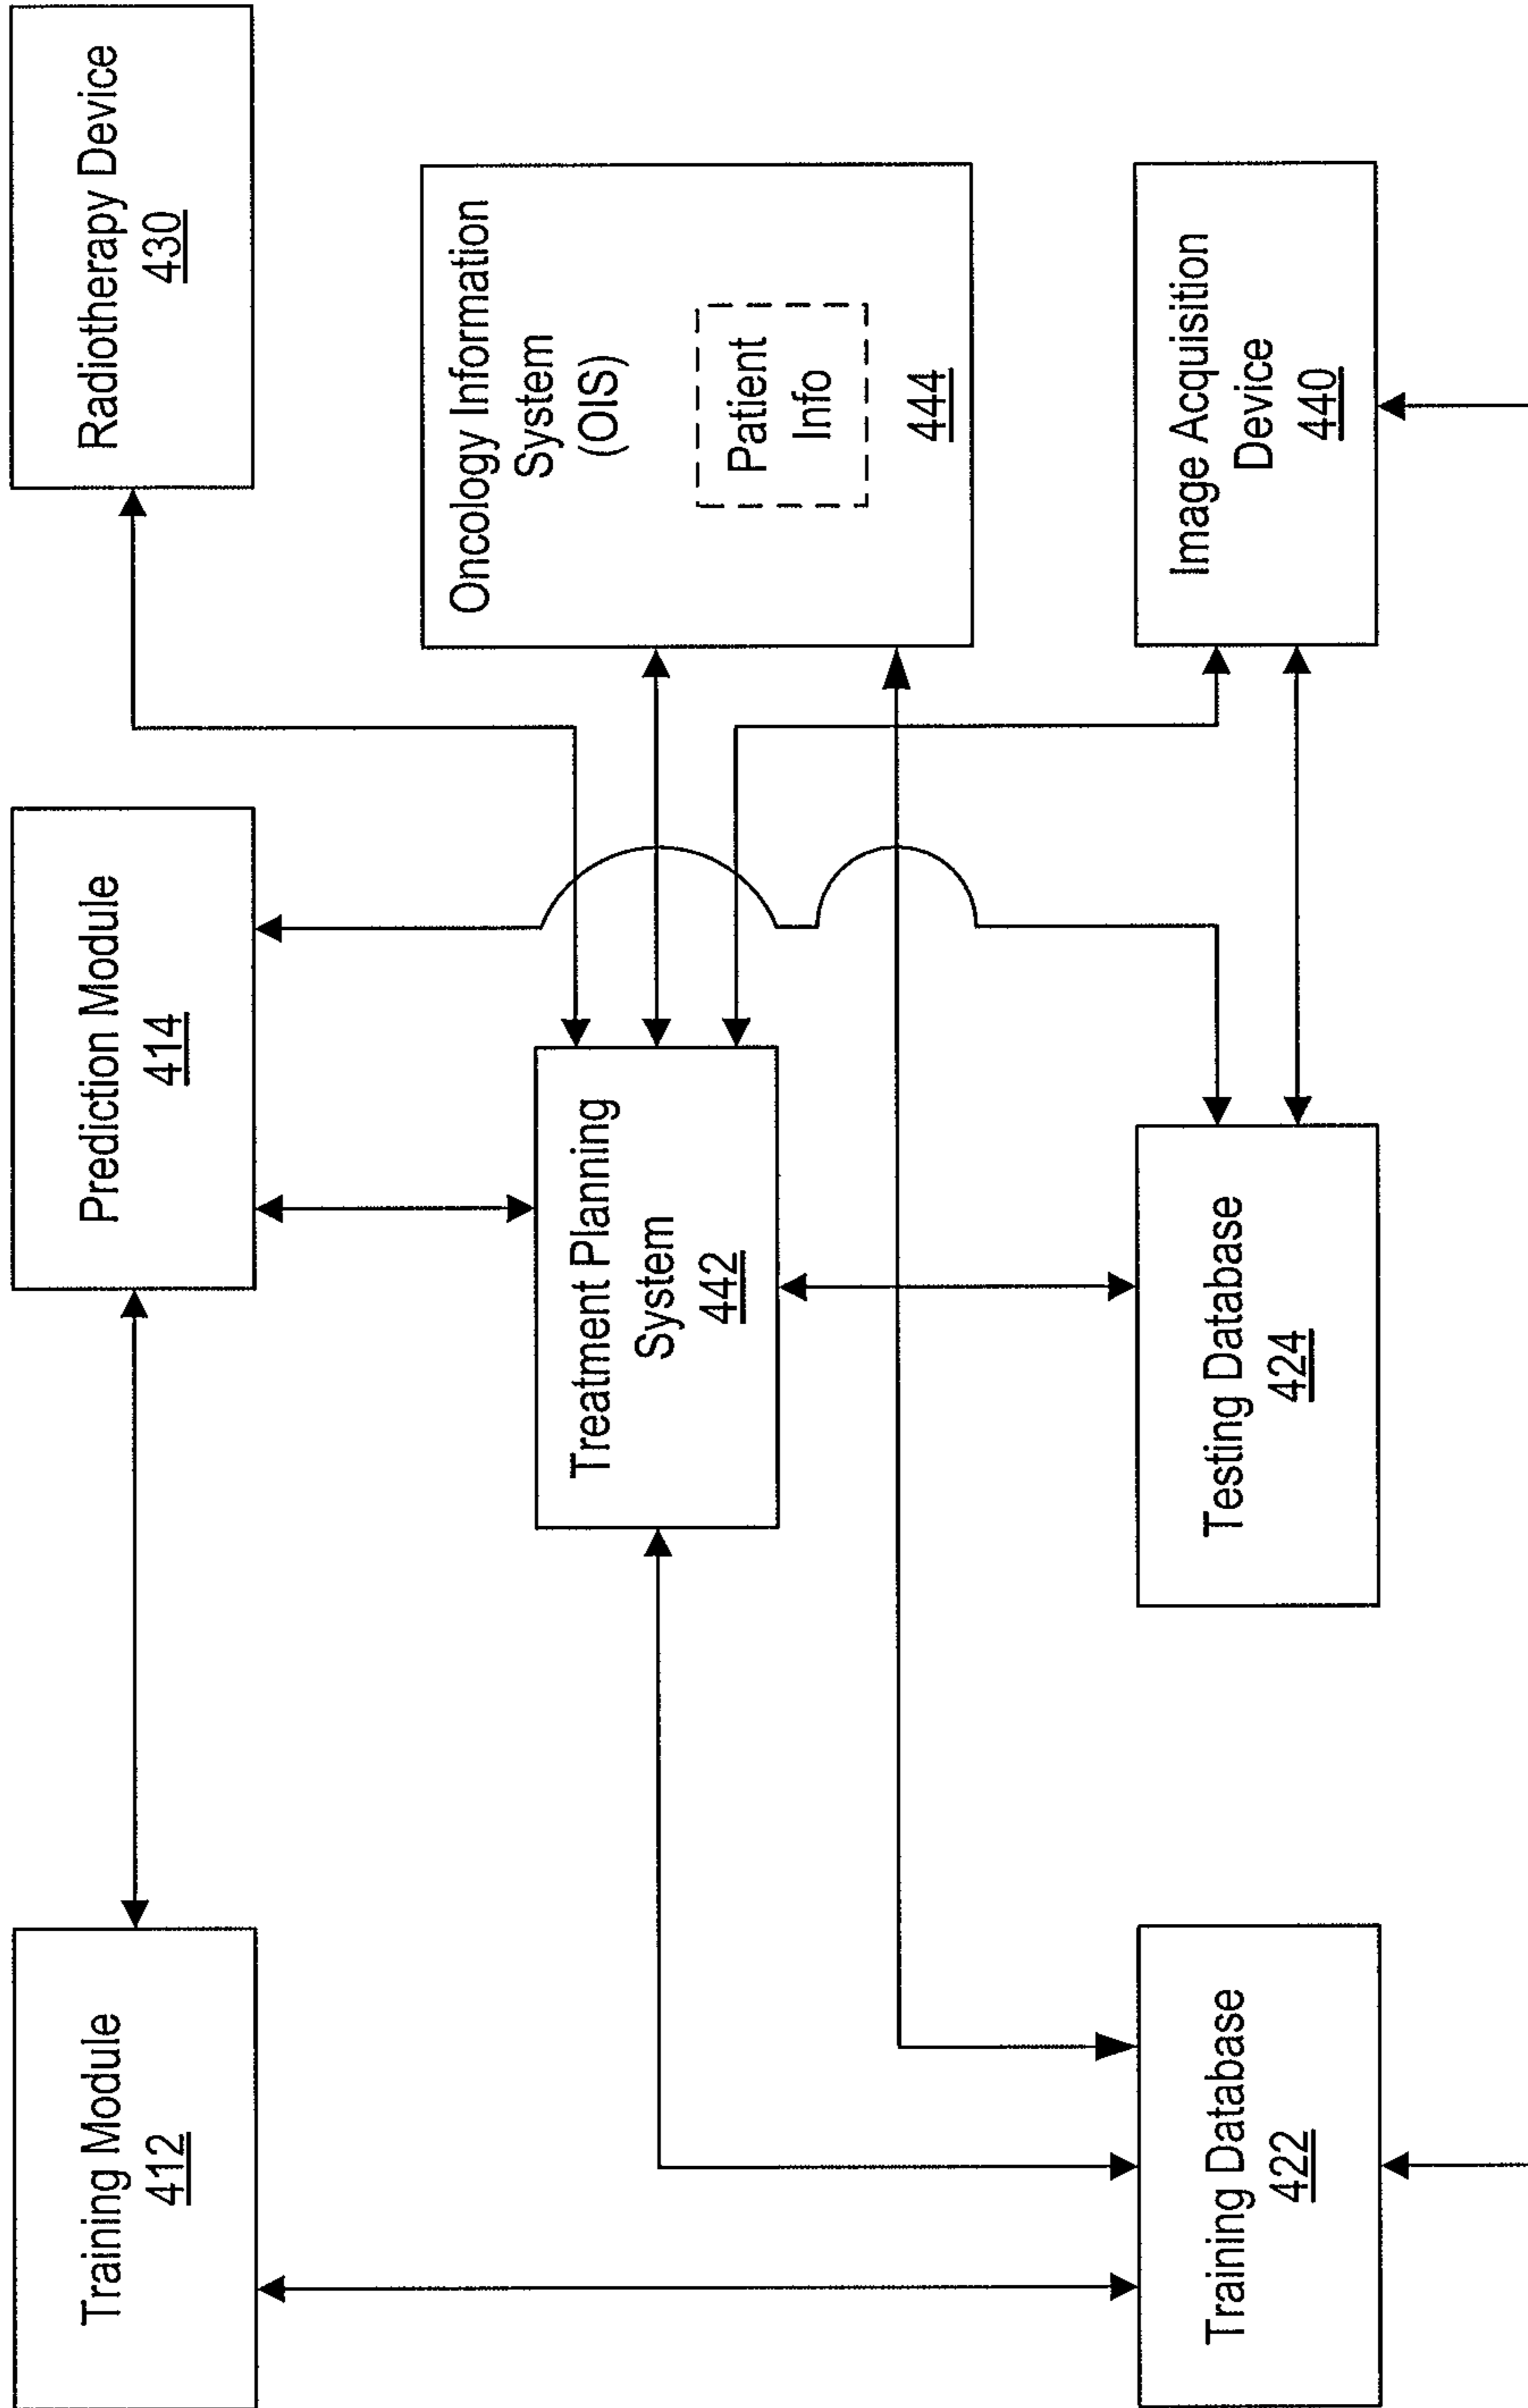 Training Module
412
Prediction Module
414
Radiotherapy Device
430
Treatment Planning
System
442
Oncology Information
System
(OIS)
Patient
Info
444
Training Database
422
Testing Database
424
Image Acquisition
Device
440